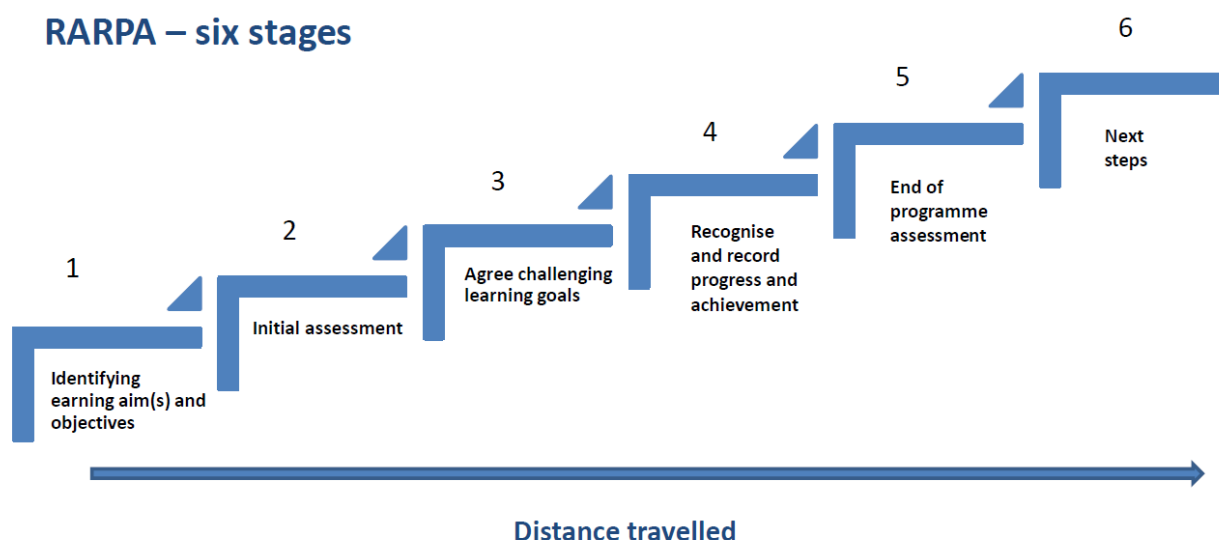 RARPA – six stages
1
Identifying
earning aim(s) and
objectives
2
Initial assessment
3
Agree challenging
learning goals
4
Recognise
and record
progress and
achievement
5
End of
programme
assessment
6
Next
steps
Distance travelled